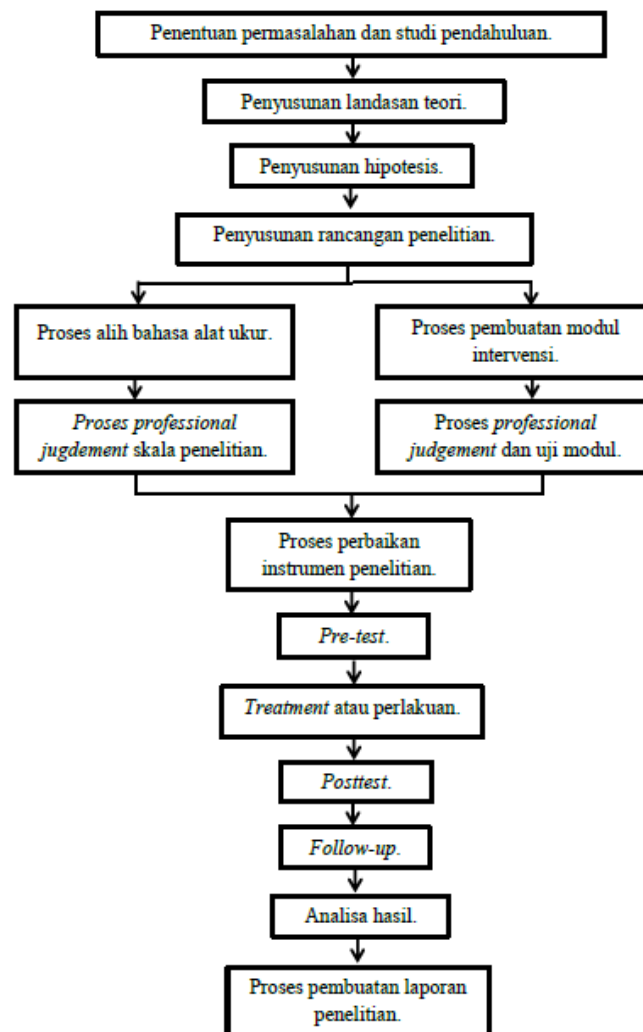 Penentuan permasalahan dan studi pendahuluan.
Penyusunan landasan teori.
Penyusunan hipotesis.
Penyusunan rancangan penelitian.
Proses alih bahasa alat ukur.
Proses pembuatan modul
intervensi.
Proses professional
jugdement skala penelitian.
Proses professional
judgement dan uji modul.
Proses perbaikan
instrumen penelitian.
Pre-test.
Treatment atau perlakuan.
Posttest.
Follow-up.
Analisa hasil.
Proses pembuatan laporan
penelitian.